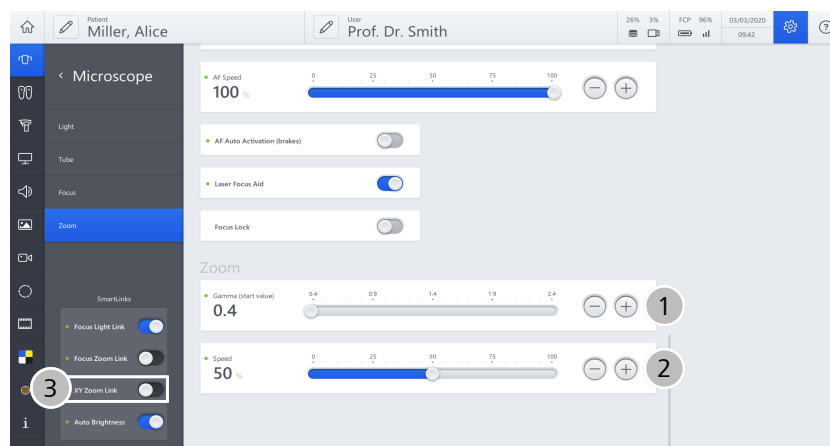 Patient
Miller, Alice
User
Prof. Dr. Smith
26% 3%
FCP 96%
03/03/2020
09:42
?
‹ Microscope
Light
Tube
Focus
Zoom
SmartLinks
Focus Light Link
Focus Zoom Link
3 XY Zoom Link
Auto Brightness
i
AF Speed
100 %
0 25 50 75 100
AF Auto Activation (brakes)
Laser Focus Aid
Focus Lock
Zoom
Gamma (start value)
0.4
0.4 0.9 1.4 1.9 2.4
1
Speed
50 %
0 25 50 75 100
2